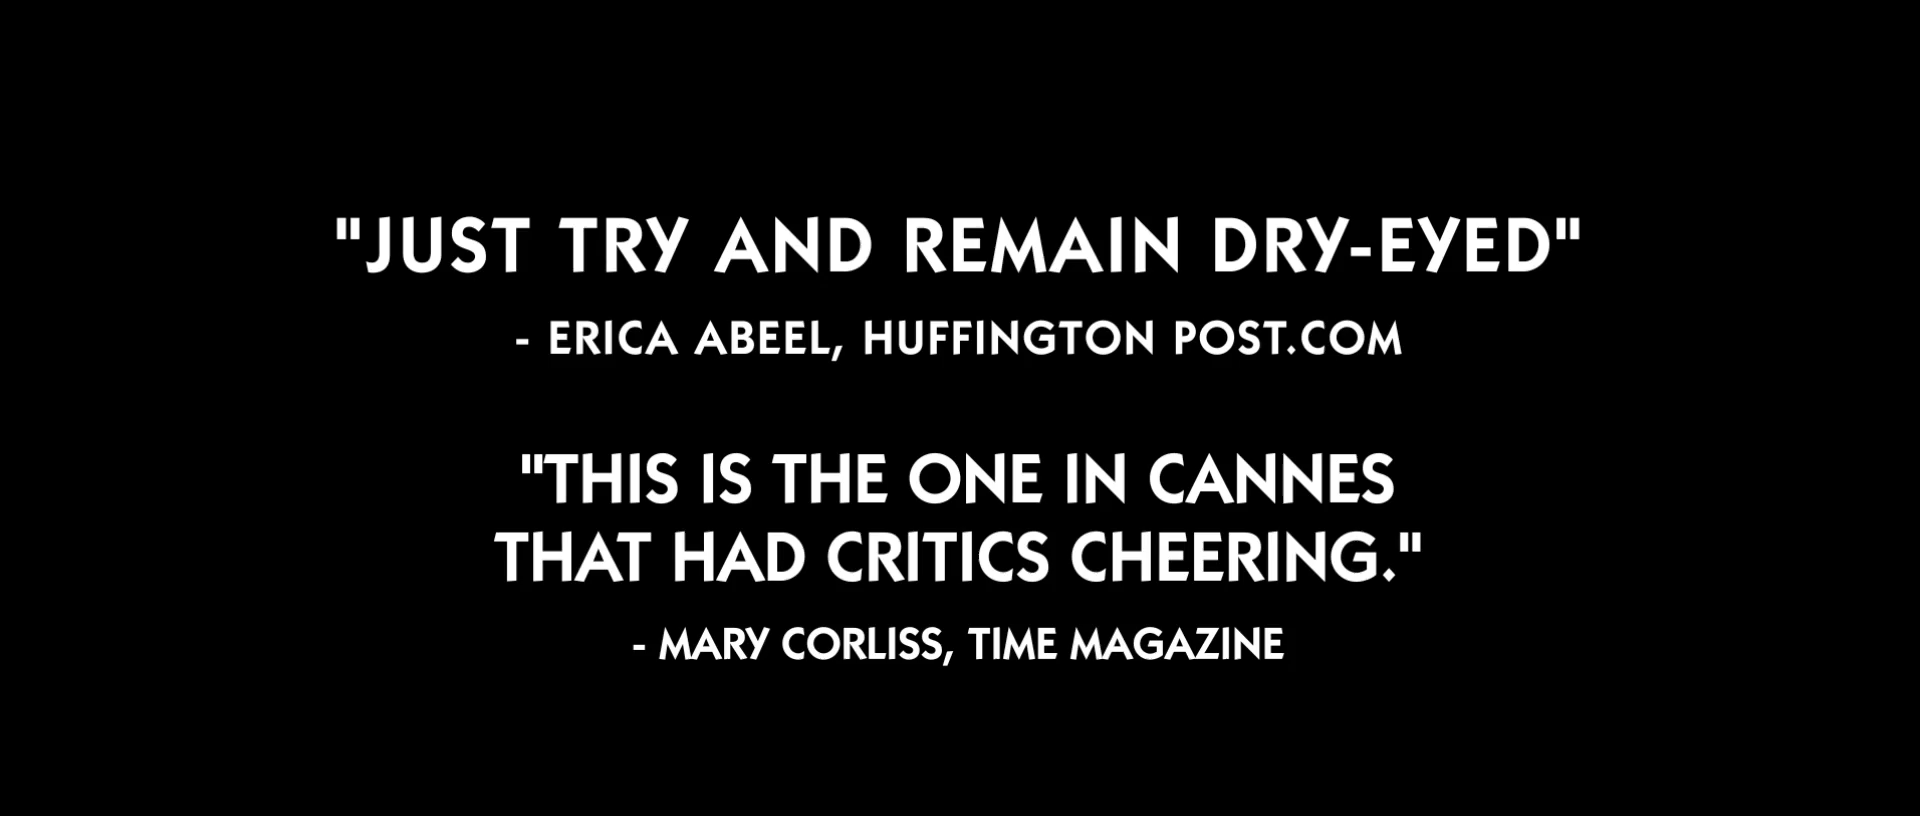 "JUST TRY AND REMAIN DRY-EYED"
- ERICA ABEEL, HUFFINGTON POST.COM
"THIS IS THE ONE IN CANNES
THAT HAD CRITICS CHEERING."
- MARY CORLISS, TIME MAGAZINE